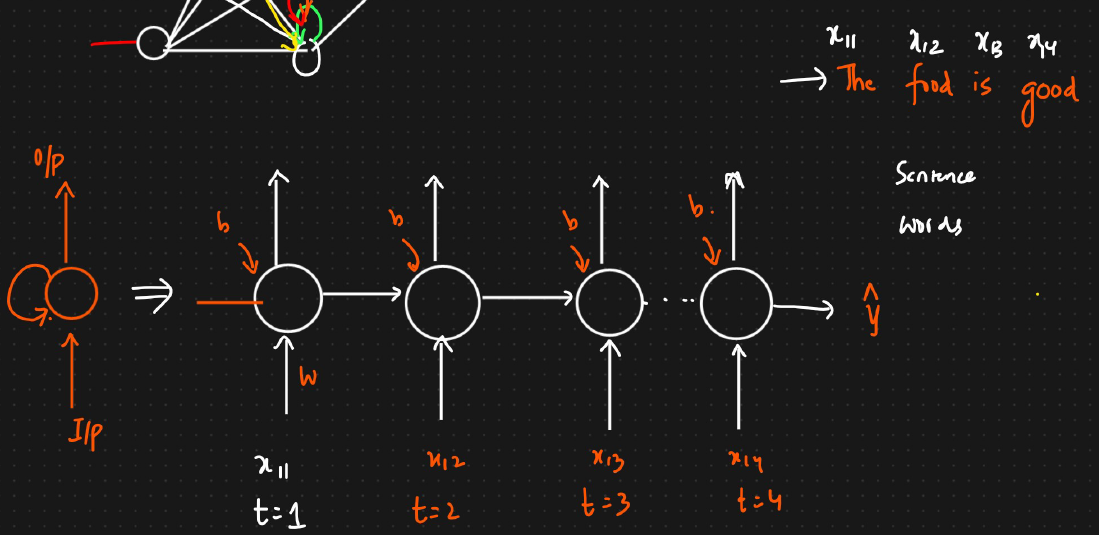 x11 x12 x13 x14
→ The food is good
O/P
Sentence
words
b b b b.
⇒
ŷ
W
I/P
x11 x12 x13 x14
t=1 t=2 t=3 t=4